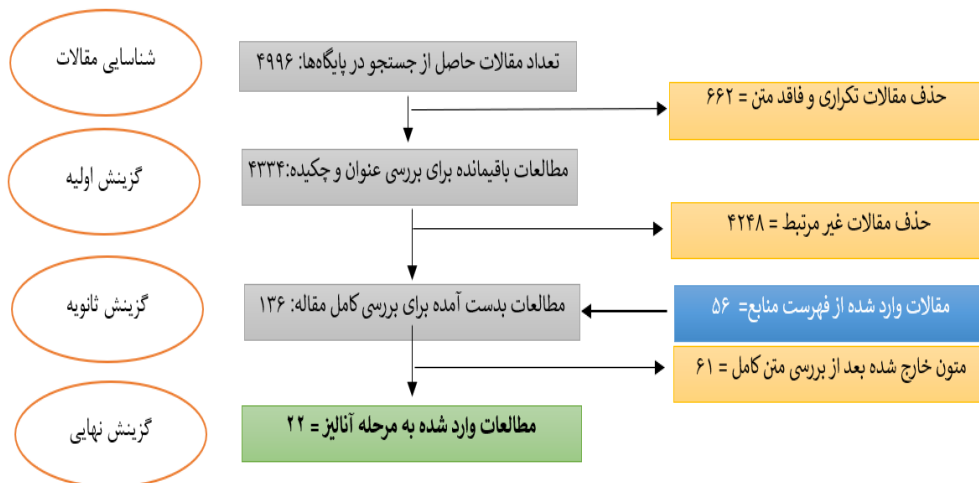 شناسایی مقالات
تعداد مقالات حاصل از جستجو در پایگاه‌ها: ۴۹۹۶
حذف مقالات تکراری و فاقد متن = ۶۶۲
گزینش اولیه
مطالعات باقیمانده برای بررسی عنوان و چکیده:۴۳۳۴
حذف مقالات غیر مرتبط = ۴۲۴۸
گزینش ثانویه
مطالعات بدست آمده برای بررسی کامل مقاله: ۱۳۶
مقالات وارد شده از فهرست منابع= ۵۶
متون خارج شده بعد از بررسی متن کامل = ۶۱
گزینش نهایی
مطالعات وارد شده به مرحله آنالیز = ۲۲